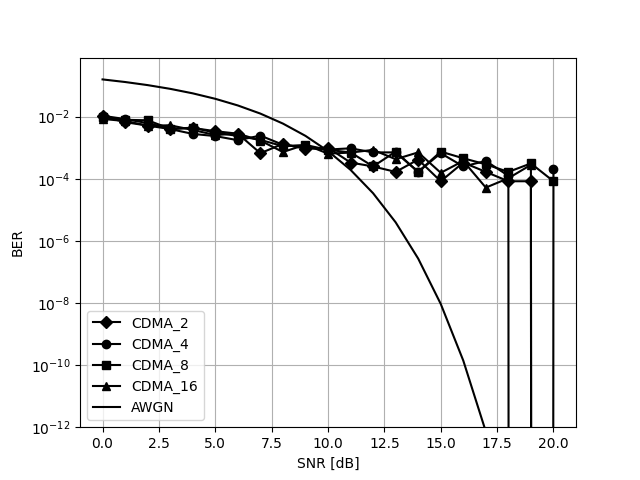 10⁻²
10⁻⁴
10⁻⁶
10⁻⁸
10⁻¹⁰
10⁻¹²
BER
CDMA_2
CDMA_4
CDMA_8
CDMA_16
AWGN
0.0 2.5 5.0 7.5 10.0 12.5 15.0 17.5 20.0
SNR [dB]